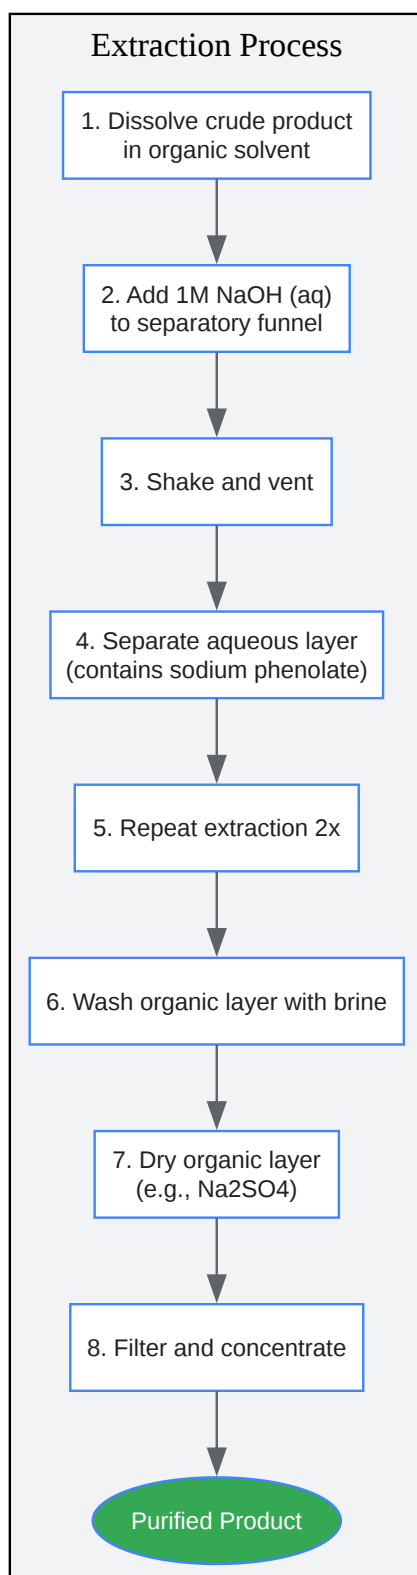 Extraction Process
1. Dissolve crude product
in organic solvent
2. Add 1M NaOH (aq)
to separatory funnel
3. Shake and vent
4. Separate aqueous layer
(contains sodium phenolate)
5. Repeat extraction 2x
6. Wash organic layer with brine
7. Dry organic layer
(e.g., Na2SO4)
8. Filter and concentrate
Purified Product